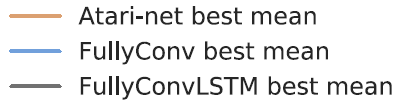 Atari-net best mean
FullyConv best mean
FullyConvLSTM best mean